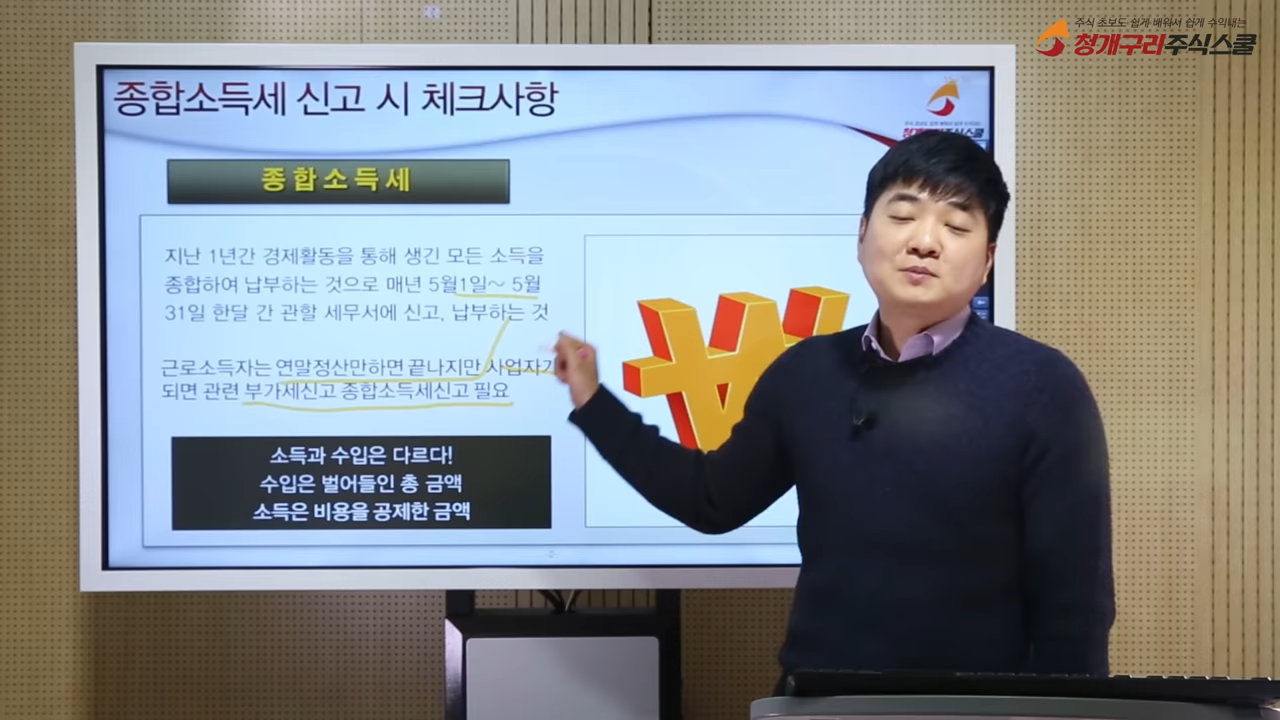 주식 초보도 쉽게 배워서 쉽게 수익내는
청개구리주식스쿨
종합소득세 신고 시 체크사항
청개구리주식스쿨
종합소득세
지난 1년간 경제활동을 통해 생긴 모든 소득을
종합하여 납부하는 것으로 매년 5월1일~ 5월
31일 한달 간 관할 세무서에 신고, 납부하는 것
근로소득자는 연말정산만하면 끝나지만 사업자가
되면 관련 부가세신고 종합소득세신고 필요
소득과 수입은 다르다!
수입은 벌어들인 총 금액
소득은 비용을 공제한 금액